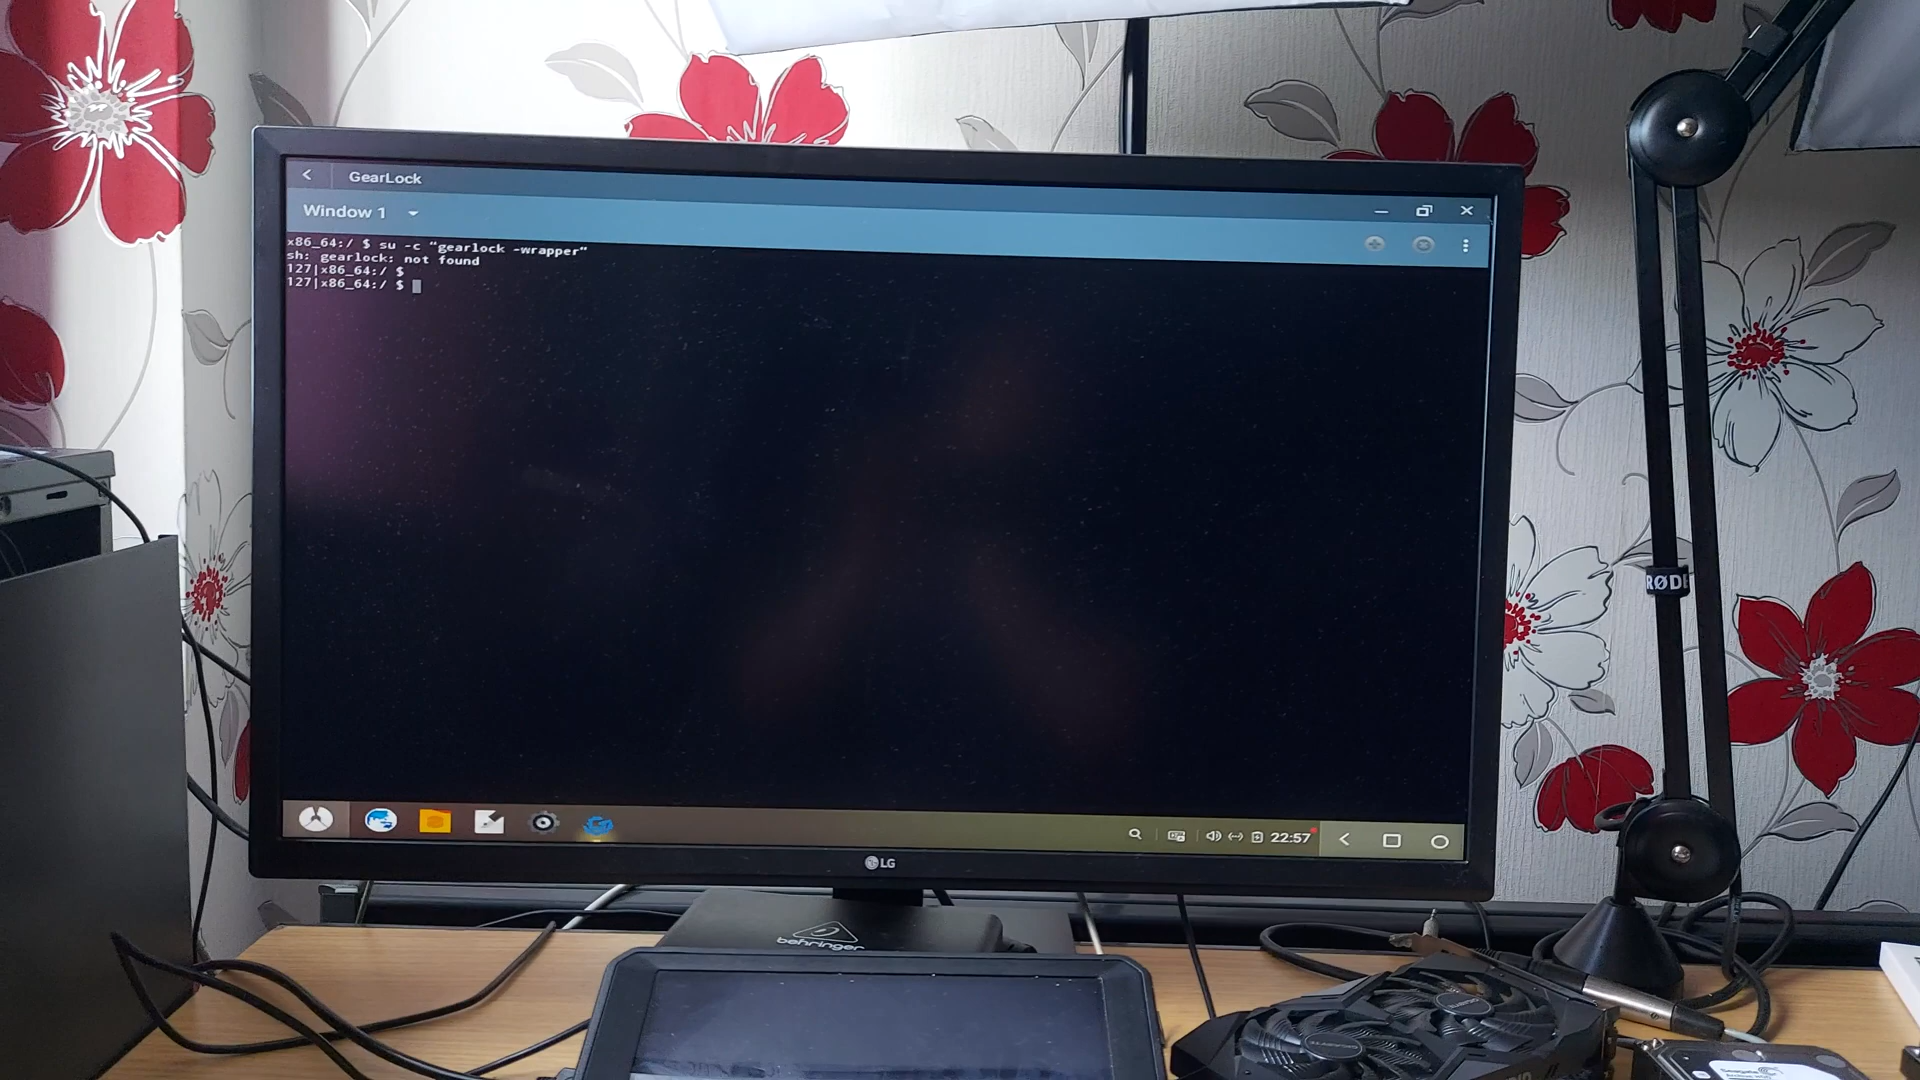 GearLock
Window 1
x86_64:/ $ su -c “gearlock -wrapper“
sh: gearlock: not found
127|x86_64:/ $
127|x86_64:/ $
22:57
LG
behringer
RØDE
Seagate